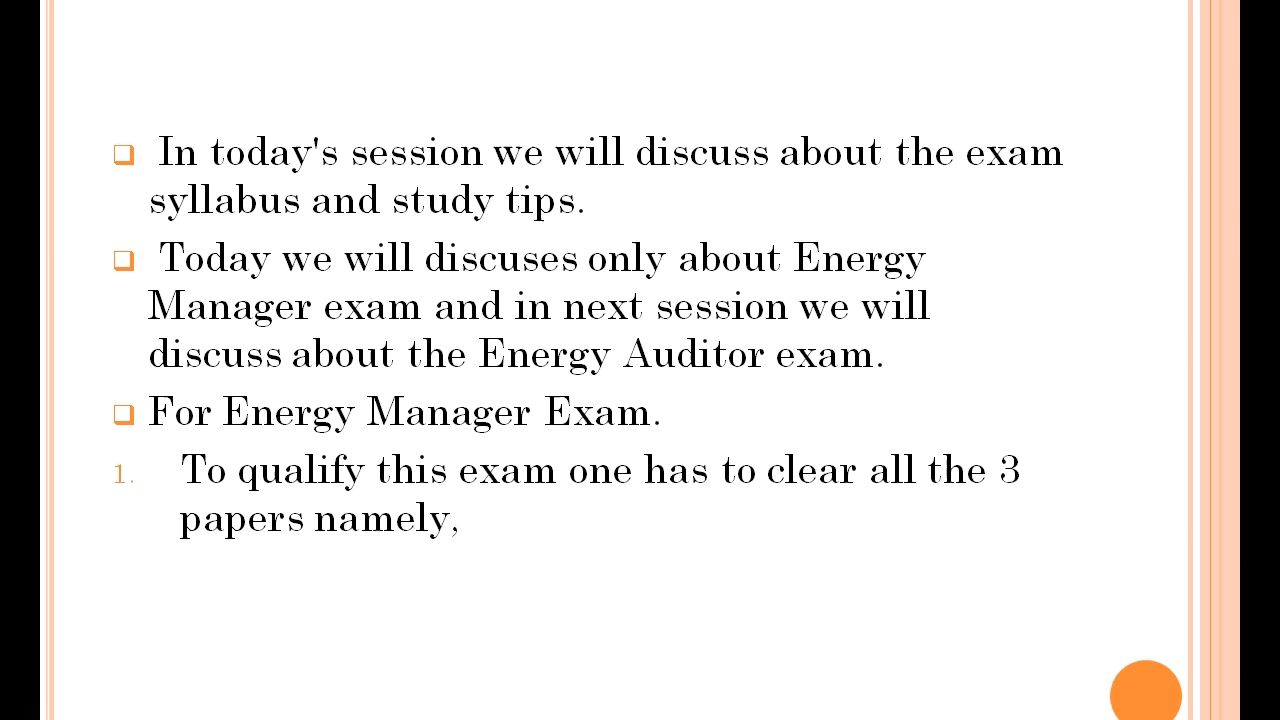 ❑ In today's session we will discuss about the exam
syllabus and study tips.
❑ Today we will discuses only about Energy
Manager exam and in next session we will
discuss about the Energy Auditor exam.
❑ For Energy Manager Exam.
1. To qualify this exam one has to clear all the 3
papers namely,